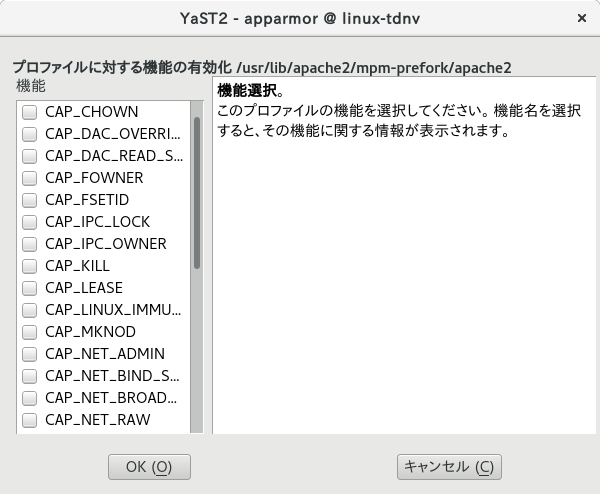 YaST2 - apparmor @ linux-tdnv
プロファイルに対する機能の有効化 /usr/lib/apache2/mpm-prefork/apache2
機能
CAP_CHOWN
CAP_DAC_OVERRI...
CAP_DAC_READ_S...
CAP_FOWNER
CAP_FSETID
CAP_IPC_LOCK
CAP_IPC_OWNER
CAP_KILL
CAP_LEASE
CAP_LINUX_IMMU...
CAP_MKNOD
CAP_NET_ADMIN
CAP_NET_BIND_S...
CAP_NET_BROAD...
CAP_NET_RAW
機能選択。
このプロファイルの機能を選択してください。機能名を選択
すると、その機能に関する情報が表示されます。
OK (O)
キャンセル (C)